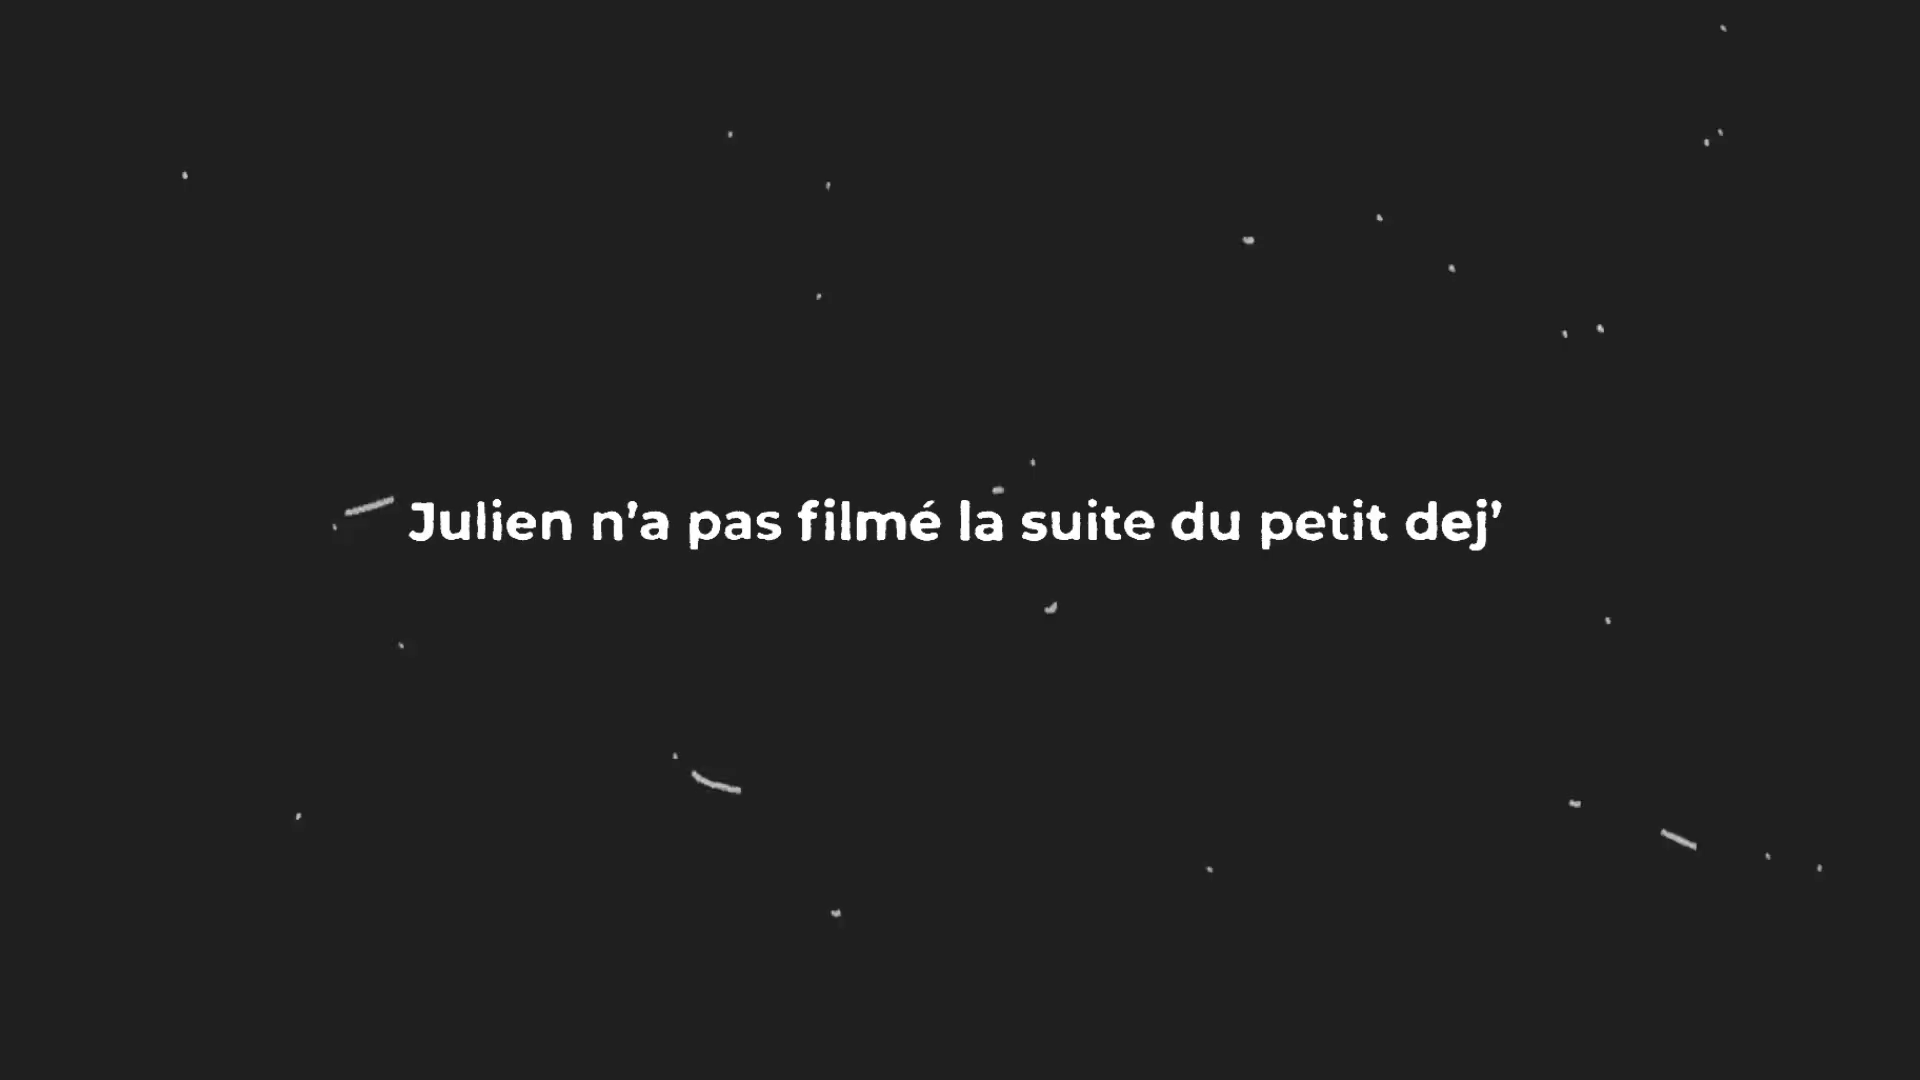 Julien n’a pas filmé la suite du petit dej’